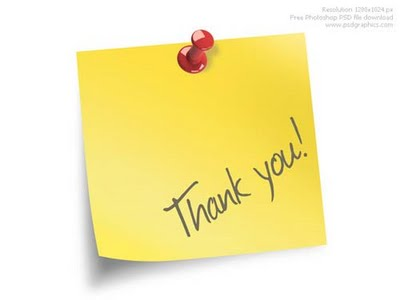 Resolution 1280x1024 px
Free Photoshop PSD file download
www.psdgraphics.com
Thank you!